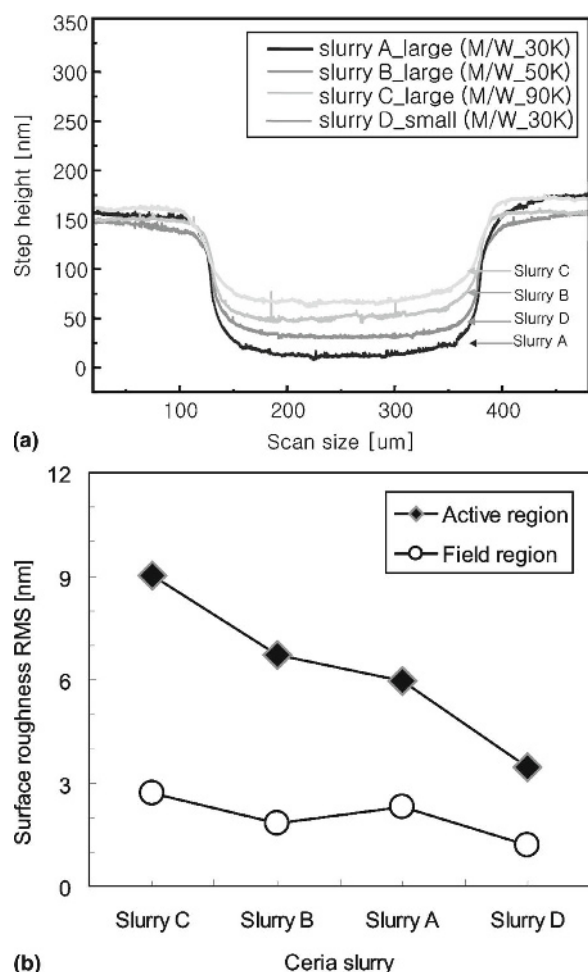 350
300
250
200
150
100
50
0
Step height [nm]
slurry A_large (M/W_30K)
slurry B_large (M/W_50K)
slurry C_large (M/W_90K)
slurry D_small (M/W_30K)
Slurry C
Slurry B
Slurry D
Slurry A
100 200 300 400
(a) Scan size [um]
12
9
6
3
0
Surface roughness RMS [nm]
Active region
Field region
Slurry C Slurry B Slurry A Slurry D
(b) Ceria slurry